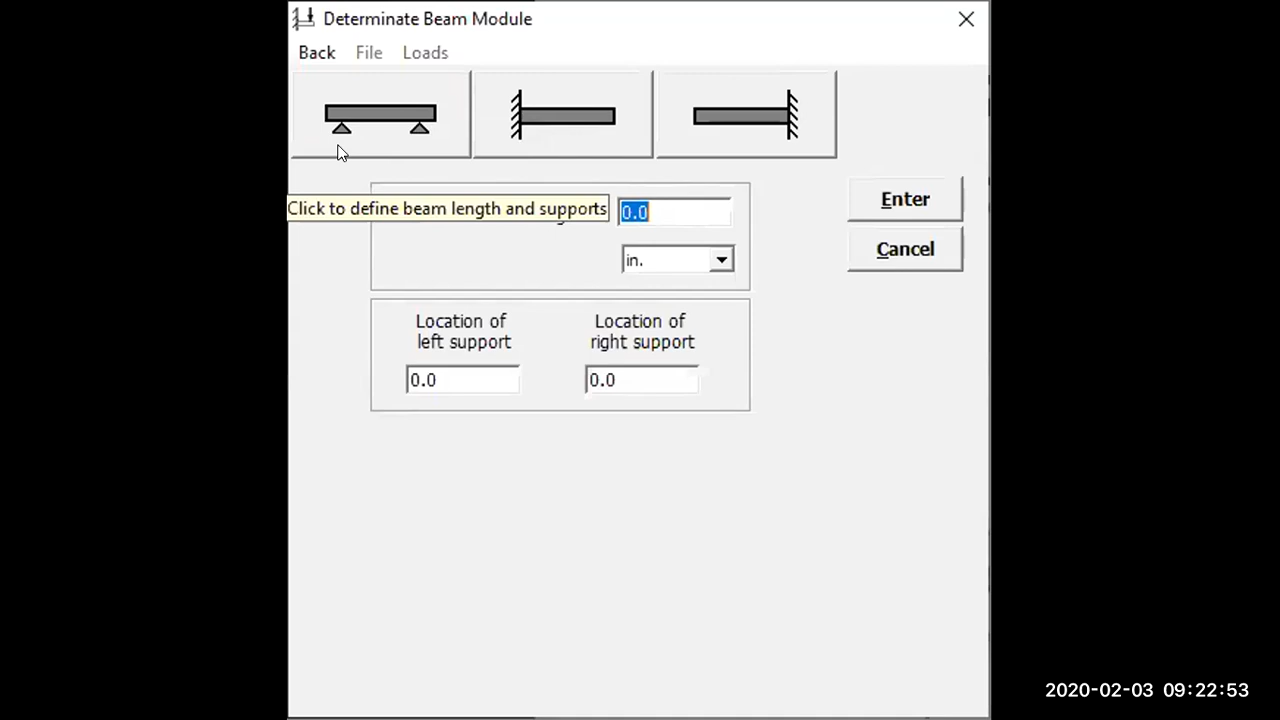 Determinate Beam Module
Back File Loads
Click to define beam length and supports
0.0
in.
Enter
Cancel
Location of
left support
Location of
right support
0.0
0.0
2020-02-03 09:22:53